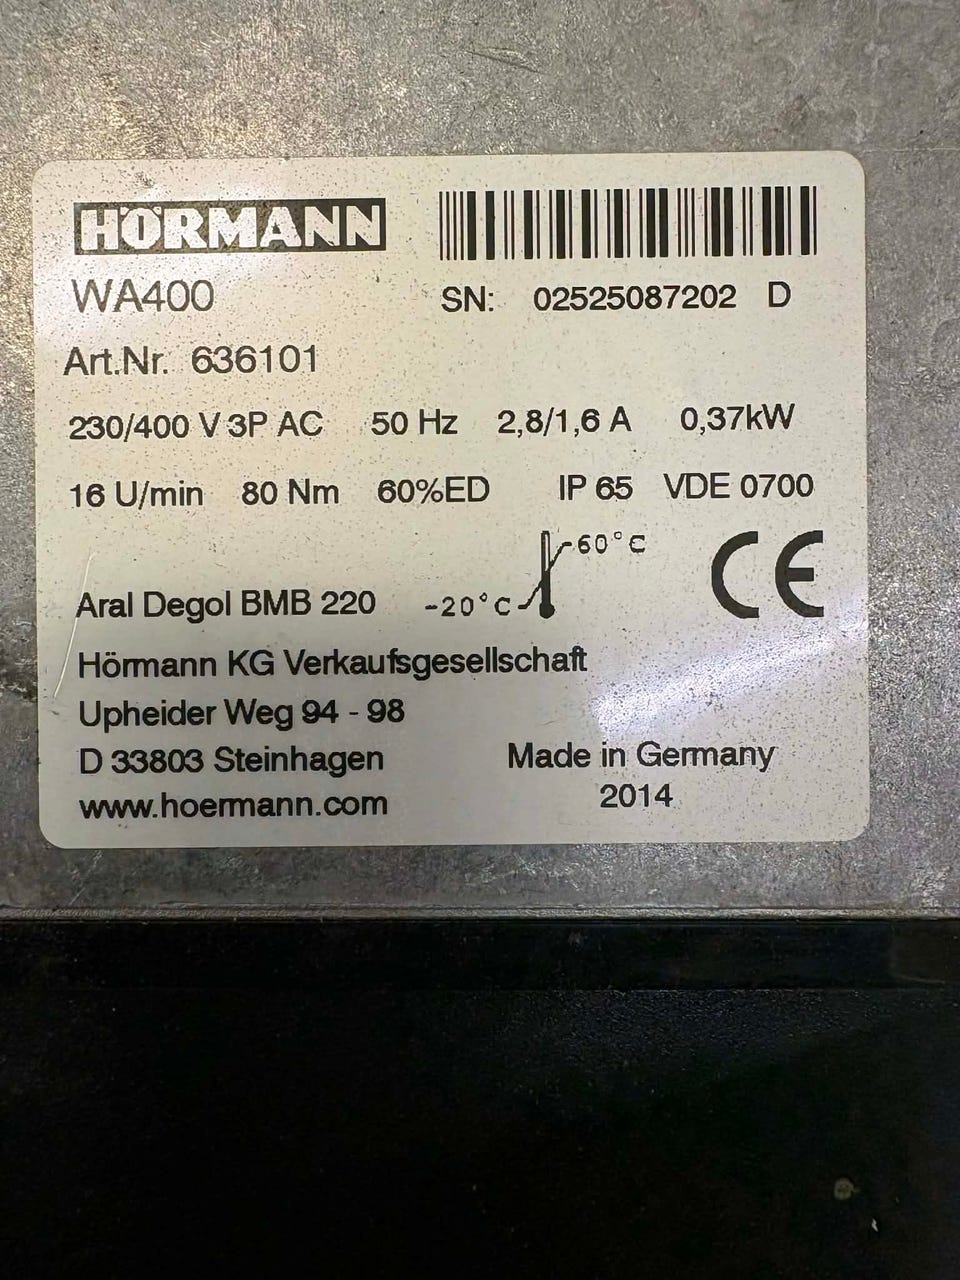 HÖRMANN
WA400
SN: 02525087202 D
Art.Nr. 636101
230/400 V 3P AC 50 Hz 2,8/1,6 A 0,37kW
16 U/min 80 Nm 60%ED IP 65 VDE 0700
-60°C
CE
Aral Degol BMB 220 -20°C
Hörmann KG Verkaufsgesellschaft
Upheider Weg 94 - 98
D 33803 Steinhagen
Made in Germany
www.hoermann.com
2014